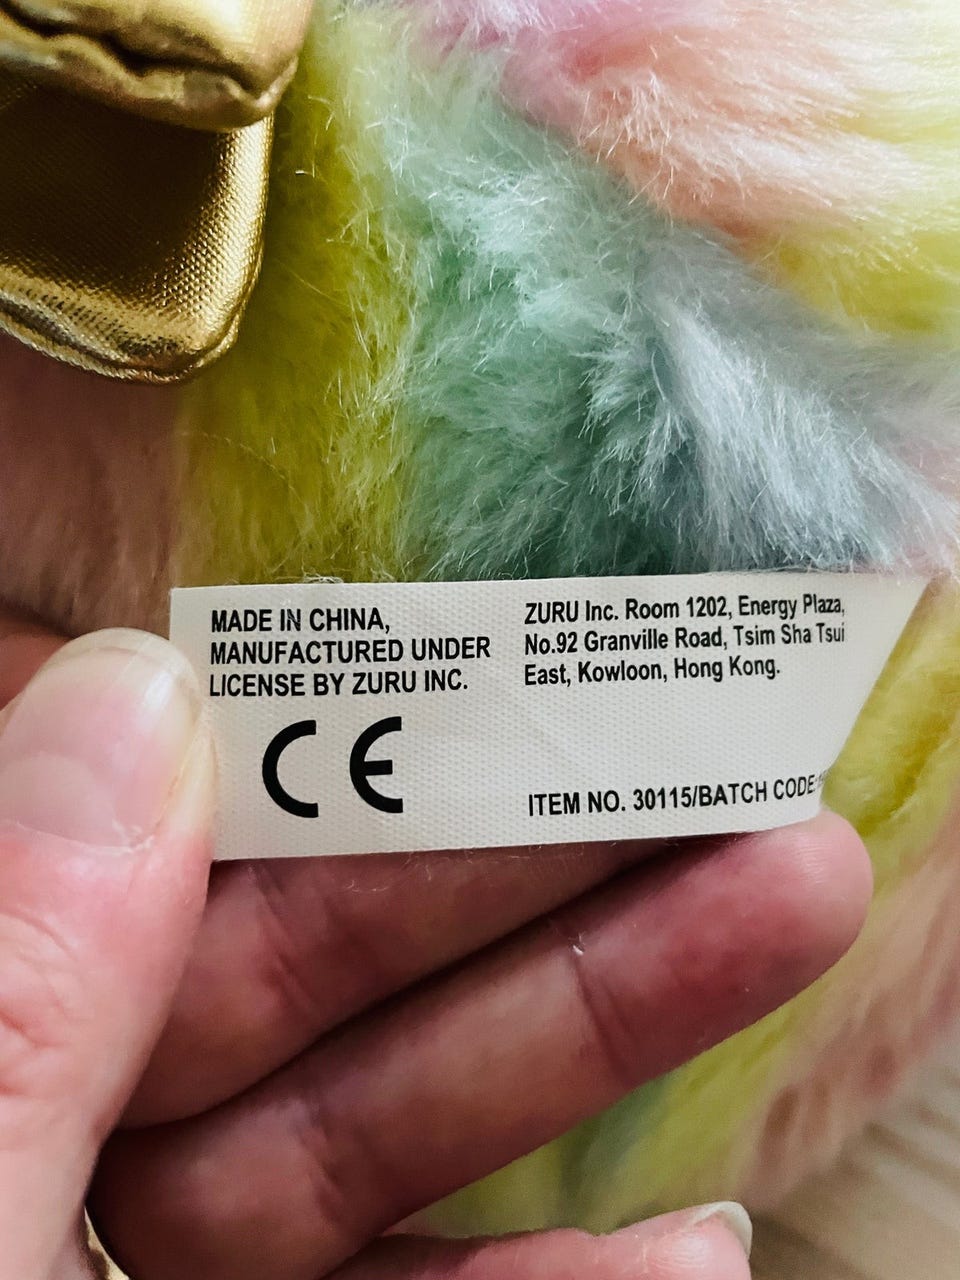 MADE IN CHINA,
MANUFACTURED UNDER
LICENSE BY ZURU INC.
CE
ZURU Inc. Room 1202, Energy Plaza,
No.92 Granville Road, Tsim Sha Tsui
East, Kowloon, Hong Kong.
ITEM NO. 30115/BATCH CODE: